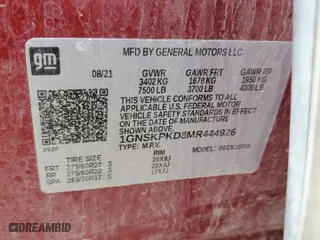 gm
MFD BY GENERAL MOTORS LLC
08/21 GVWR GAWR FRT GAWR RR
3402 KG 1678 KG 1950 KG
7500 LB 3700 LB 4300 LB
THIS VEHICLE CONFORMS TO ALL
APPLICABLE U.S. FEDERAL MOTOR
VEHICLE SAFETY
STANDARDS IN EFFECT ON THE DATE OF
MANUFACTURE SHOWN ABOVE.
1GNSKPKD8MR444926
TYPE: M.P.V. MODEL:
TIRE SIZE RIM
FRT 275/60R20 S 20X9J
RR 275/60R20 S 20X9J
SPA 265/70R17 S 17X7J